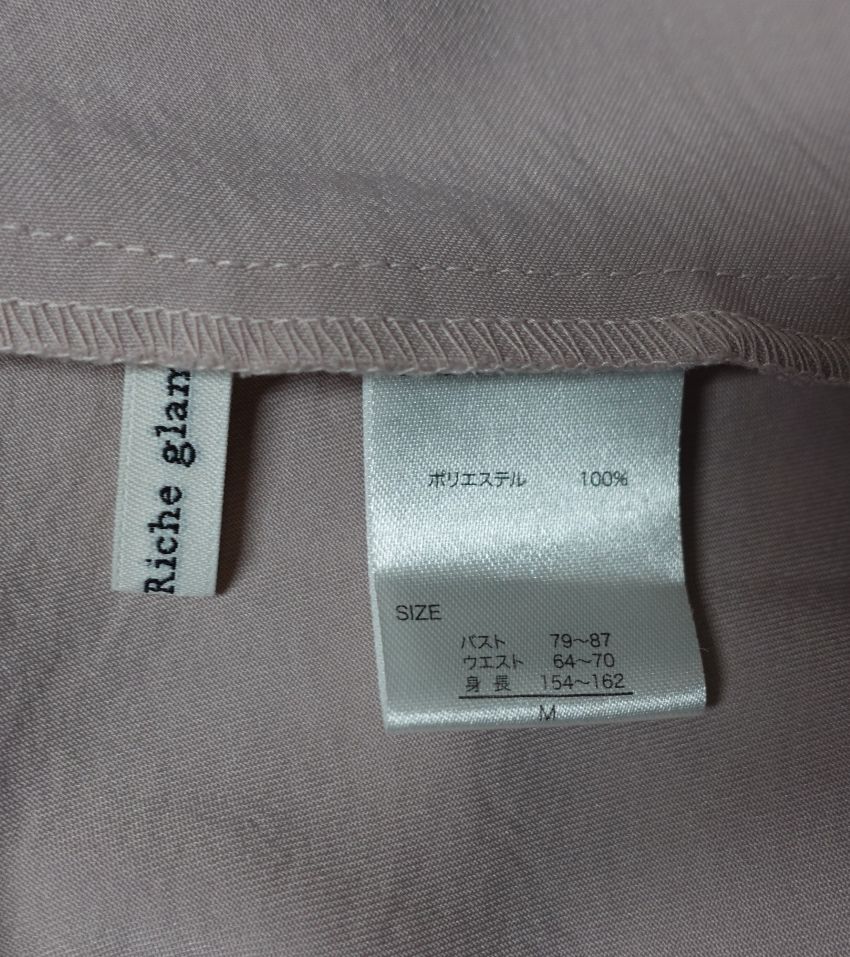 Riche glam
ポリエステル 100%
SIZE
バスト 79～87
ウエスト 64～70
身長 154～162
M